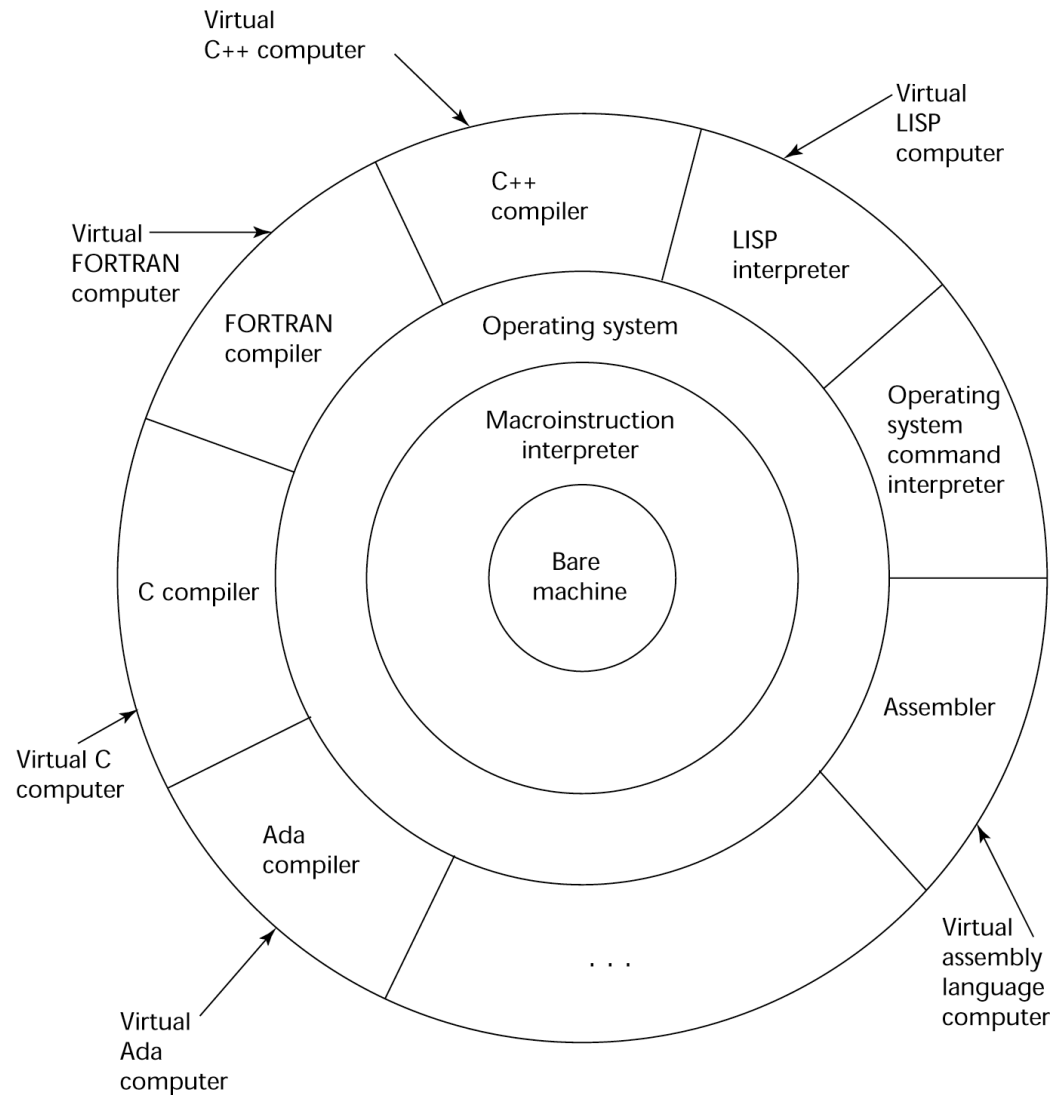 Virtual
C++ computer
Virtual
LISP
computer
C++
compiler
Virtual
FORTRAN
computer
LISP
interpreter
FORTRAN
compiler
Operating system
Operating
system
command
interpreter
Macroinstruction
interpreter
Bare
machine
C compiler
Assembler
Virtual C
computer
Ada
compiler
Virtual
assembly
language
computer
. . .
Virtual
Ada
computer